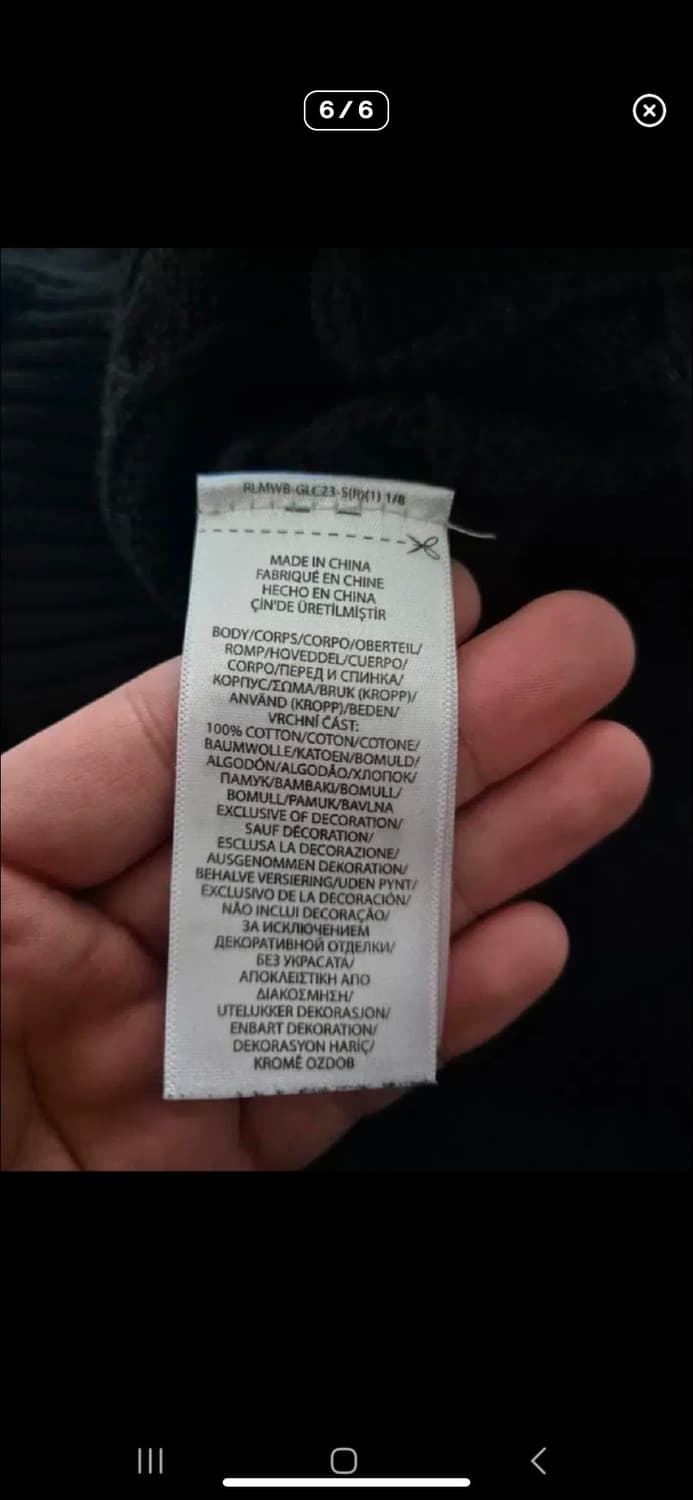 6/6
RLMWB-GLC23-S(R)(1) 1/8
MADE IN CHINA
FABRIQUÉ EN CHINE
HECHO EN CHINA
ÇİN'DE ÜRETİLMİŞTİR
BODY/CORPS/CORPO/OBERTEIL/
ROMP/HOVEDDEL/CUERPO/
CORPO/ПЕРЕД И СПИНКА/
КОРПУС/ΣΩΜΑ/BRUK (KROPP)/
ANVÄND (KROPP)/BEDEN/
VRCHNÍ ČÁST:
100% COTTON/COTON/COTONE/
BAUMWOLLE/KATOEN/BOMULD/
ALGODÓN/ALGODÃO/ХЛОПОК/
ПАМУК/ΒΑΜΒΑΚΙ/BOMULL/
BOMULL/PAMUK/BAVLNA
EXCLUSIVE OF DECORATION/
SAUF DÉCORATION/
ESCLUSA LA DECORAZIONE/
AUSGENOMMEN DEKORATION/
BEHALVE VERSIERING/UDEN PYNT/
EXCLUSIVO DE LA DECORACIÓN/
NÃO INCLUI DECORAÇÃO/
ЗА ИСКЛЮЧЕНИЕМ
ДЕКОРАТИВНОЙ ОТДЕЛКИ/
БЕЗ УКРАСАТА/
ΑΠΟΚΛΕΙΣΤΙΚΗ ΑΠΟ
ΔΙΑΚΟΣΜΗΣΗ/
UTELUKKER DEKORASJON/
ENBART DEKORATION/
DEKORASYON HARİÇ/
KROMĚ OZDOB